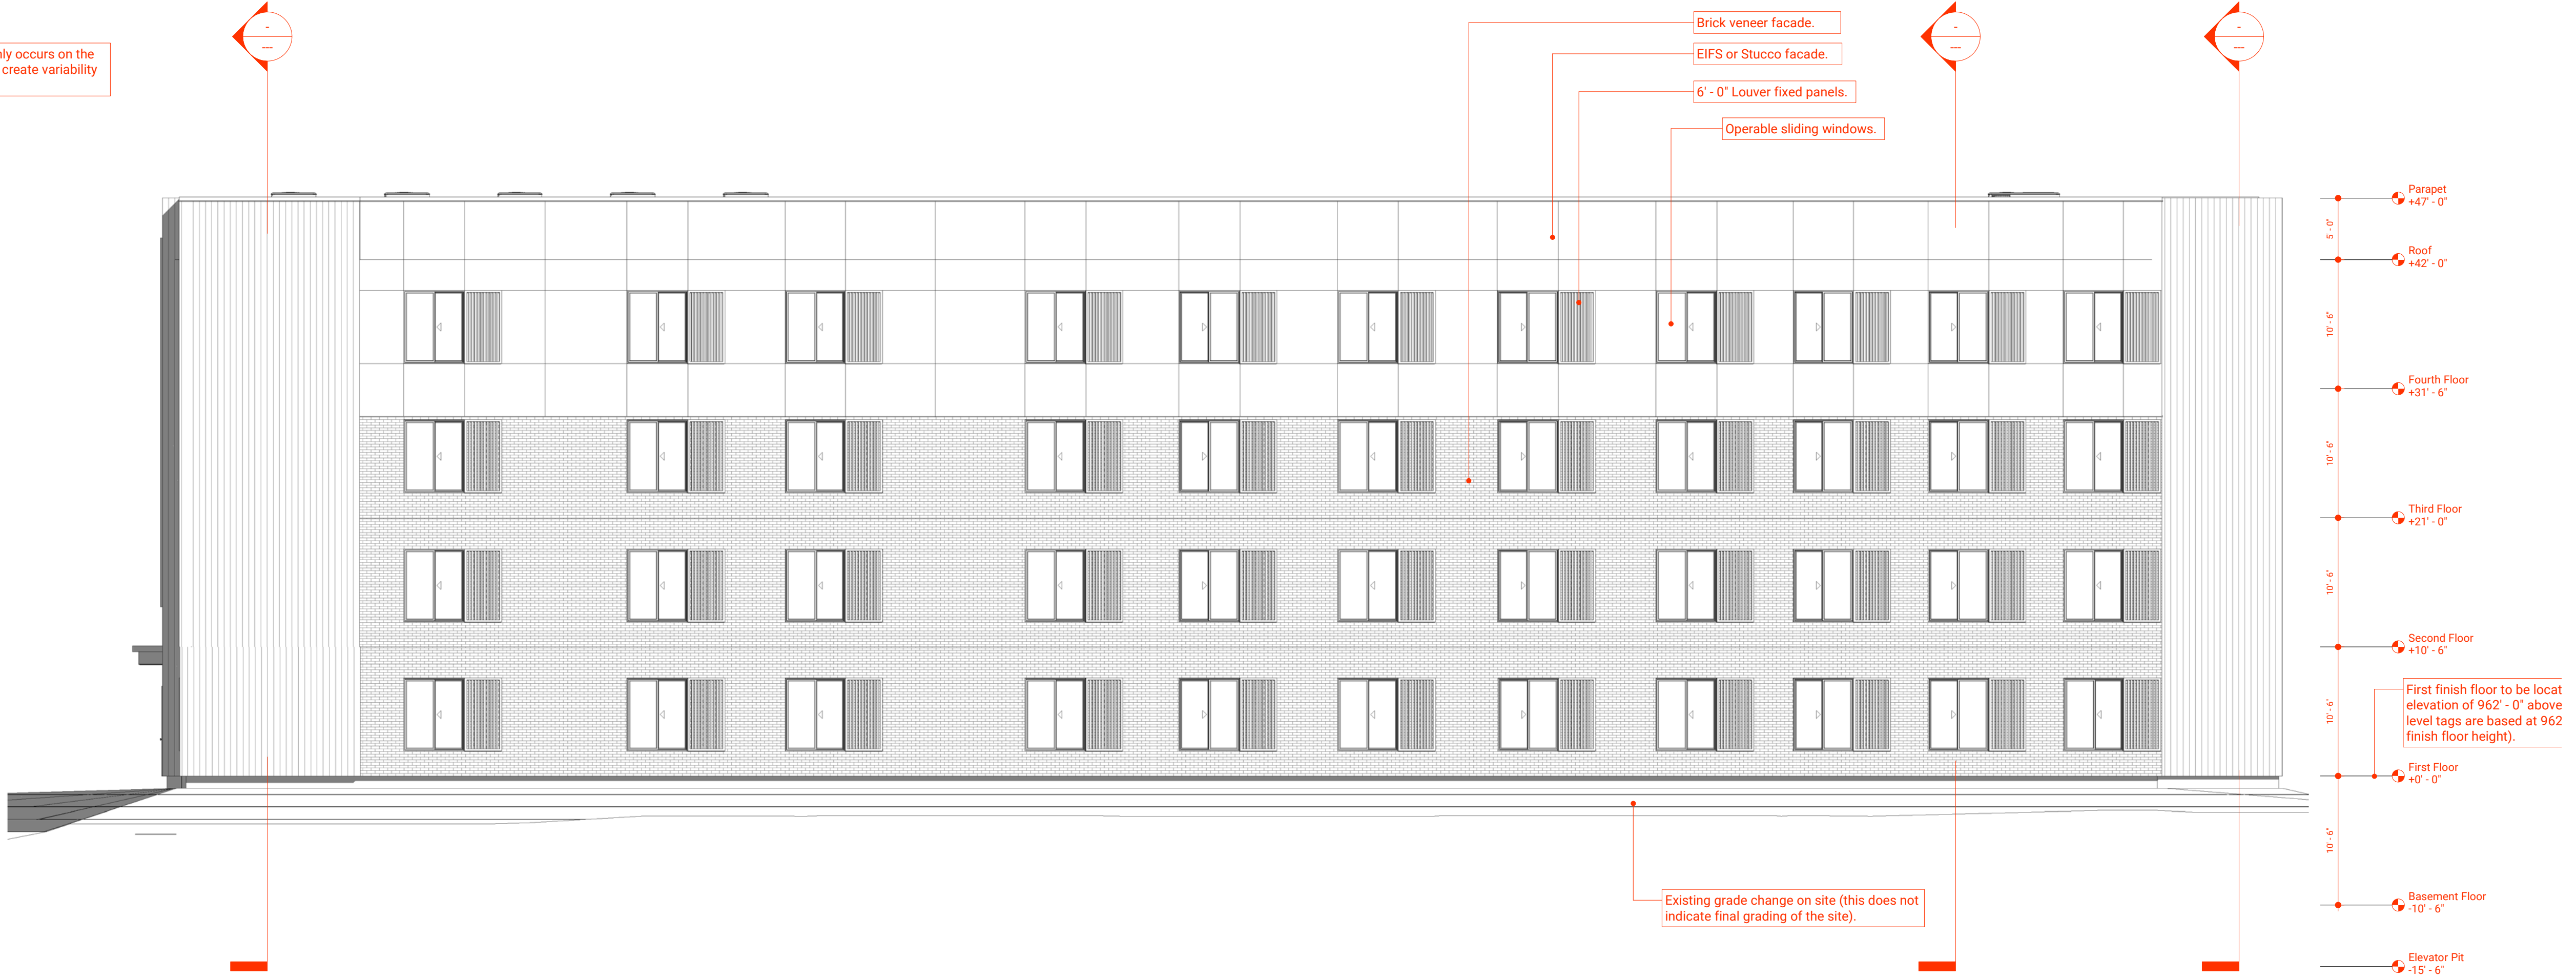 -
---
-
---
-
---
only occurs on the
create variability
Brick veneer facade.
EIFS or Stucco facade.
6' - 0" Louver fixed panels.
Operable sliding windows.
Parapet
+47' - 0"
5' - 0"
Roof
+42' - 0"
10' - 6"
Fourth Floor
+31' - 6"
10' - 6"
Third Floor
+21' - 0"
10' - 6"
Second Floor
+10' - 6"
10' - 6"
First finish floor to be locat
elevation of 962' - 0" above
level tags are based at 962
finish floor height).
First Floor
+0' - 0"
10' - 6"
Existing grade change on site (this does not
indicate final grading of the site).
Basement Floor
-10' - 6"
Elevator Pit
-15' - 6"